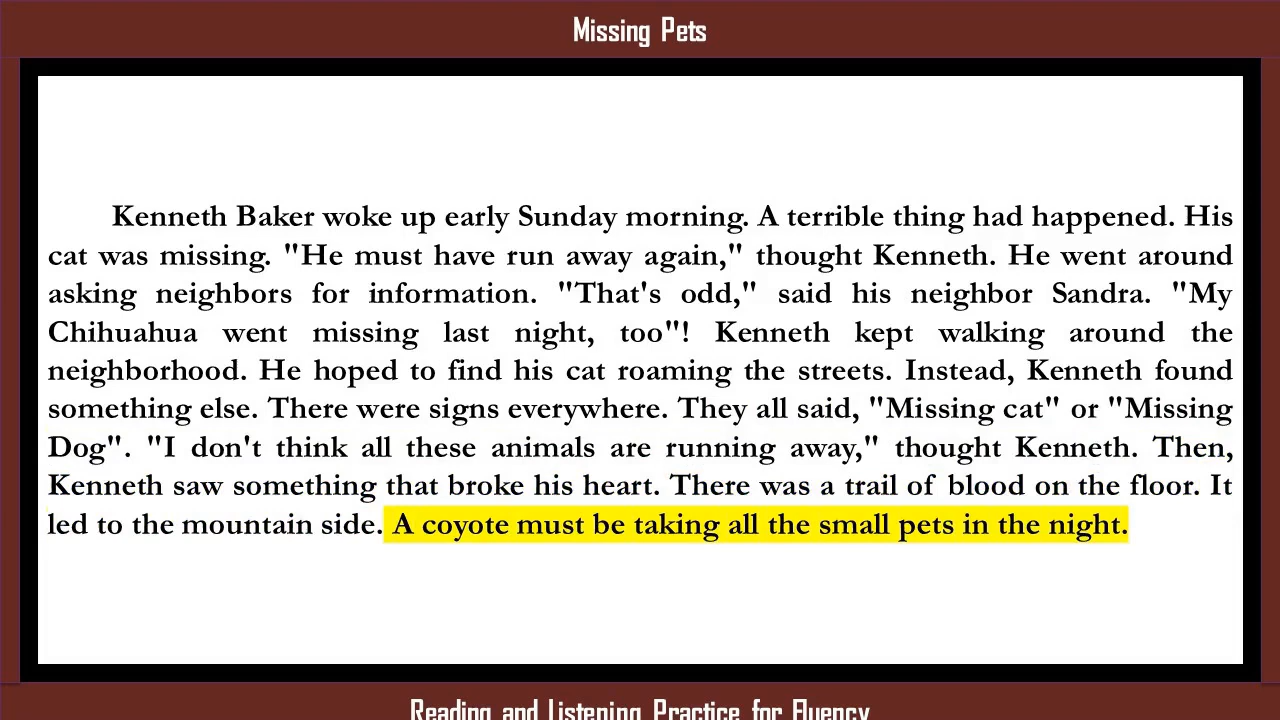 Missing Pets
Kenneth Baker woke up early Sunday morning. A terrible thing had happened. His
cat was missing. "He must have run away again," thought Kenneth. He went around
asking neighbors for information. "That's odd," said his neighbor Sandra. "My
Chihuahua went missing last night, too"! Kenneth kept walking around the
neighborhood. He hoped to find his cat roaming the streets. Instead, Kenneth found
something else. There were signs everywhere. They all said, "Missing cat" or "Missing
Dog". "I don't think all these animals are running away," thought Kenneth. Then,
Kenneth saw something that broke his heart. There was a trail of blood on the floor. It
led to the mountain side. A coyote must be taking all the small pets in the night.
Reading and Listening Practice for Fluency